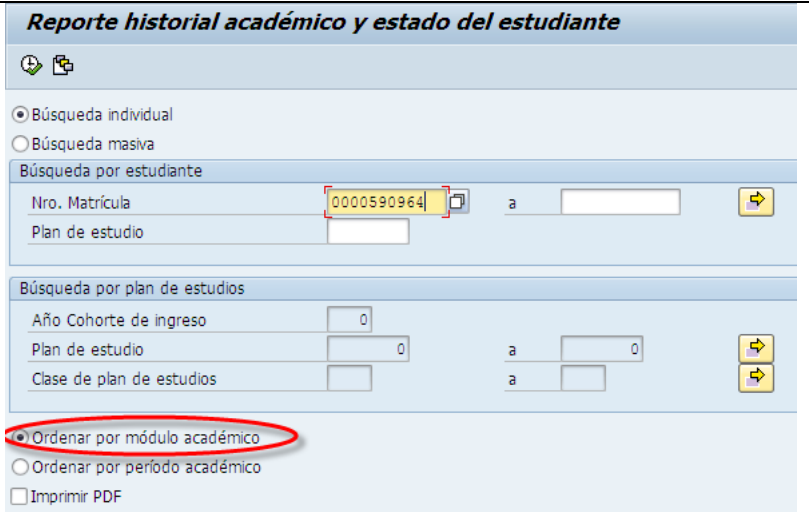 Reporte historial académico y estado del estudiante
Búsqueda individual
Búsqueda masiva
Búsqueda por estudiante
Nro. Matrícula 0000590964 a
Plan de estudio
Búsqueda por plan de estudios
Año Cohorte de ingreso 0
Plan de estudio 0 a 0
Clase de plan de estudios a
Ordenar por módulo académico
Ordenar por período académico
Imprimir PDF